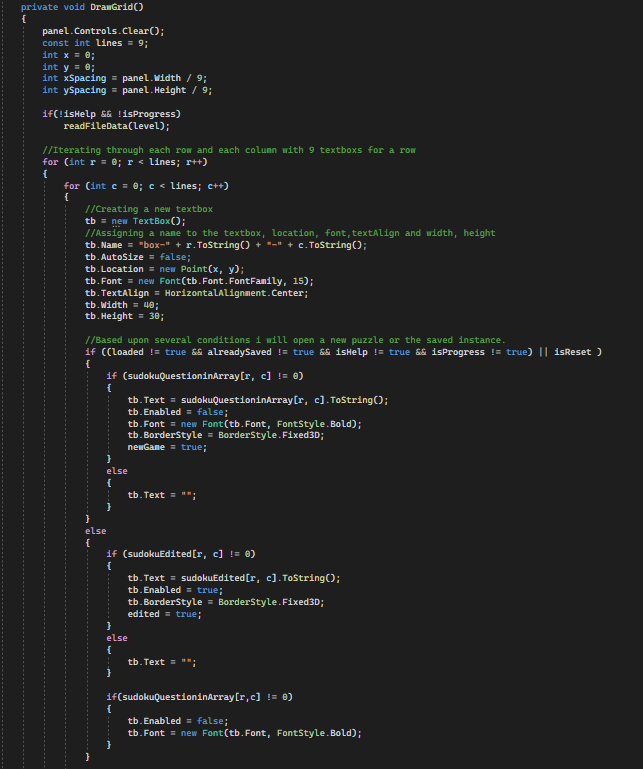 private void DrawGrid()
{
panel.Controls.Clear();
const int lines = 9;
int x = 0;
int y = 0;
int xSpacing = panel.Width / 9;
int ySpacing = panel.Height / 9;
if(!isHelp && !isProgress)
readFileData(level);
//Iterating through each row and each column with 9 textboxs for a row
for (int r = 0; r < lines; r++)
{
for (int c = 0; c < lines; c++)
{
//Creating a new textbox
tb = new TextBox();
//Assigning a name to the textbox, location, font,textAlign and width, height
tb.Name = "box-" + r.ToString() + "-" + c.ToString();
tb.AutoSize = false;
tb.Location = new Point(x, y);
tb.Font = new Font(tb.Font.FontFamily, 15);
tb.TextAlign = HorizontalAlignment.Center;
tb.Width = 40;
tb.Height = 30;
//Based upon several conditions i will open a new puzzle or the saved instance.
if ((loaded != true && alreadySaved != true && isHelp != true && isProgress != true) || isReset )
{
if (sudokuQuestioninArray[r, c] != 0)
{
tb.Text = sudokuQuestioninArray[r, c].ToString();
tb.Enabled = false;
tb.Font = new Font(tb.Font, FontStyle.Bold);
tb.BorderStyle = BorderStyle.Fixed3D;
newGame = true;
}
else
{
tb.Text = "";
}
}
else
{
if (sudokuEdited[r, c] != 0)
{
tb.Text = sudokuEdited[r, c].ToString();
tb.Enabled = true;
tb.BorderStyle = BorderStyle.Fixed3D;
edited = true;
}
else
{
tb.Text = "";
}
if(sudokuQuestioninArray[r,c] != 0)
{
tb.Enabled = false;
tb.Font = new Font(tb.Font, FontStyle.Bold);
}
}